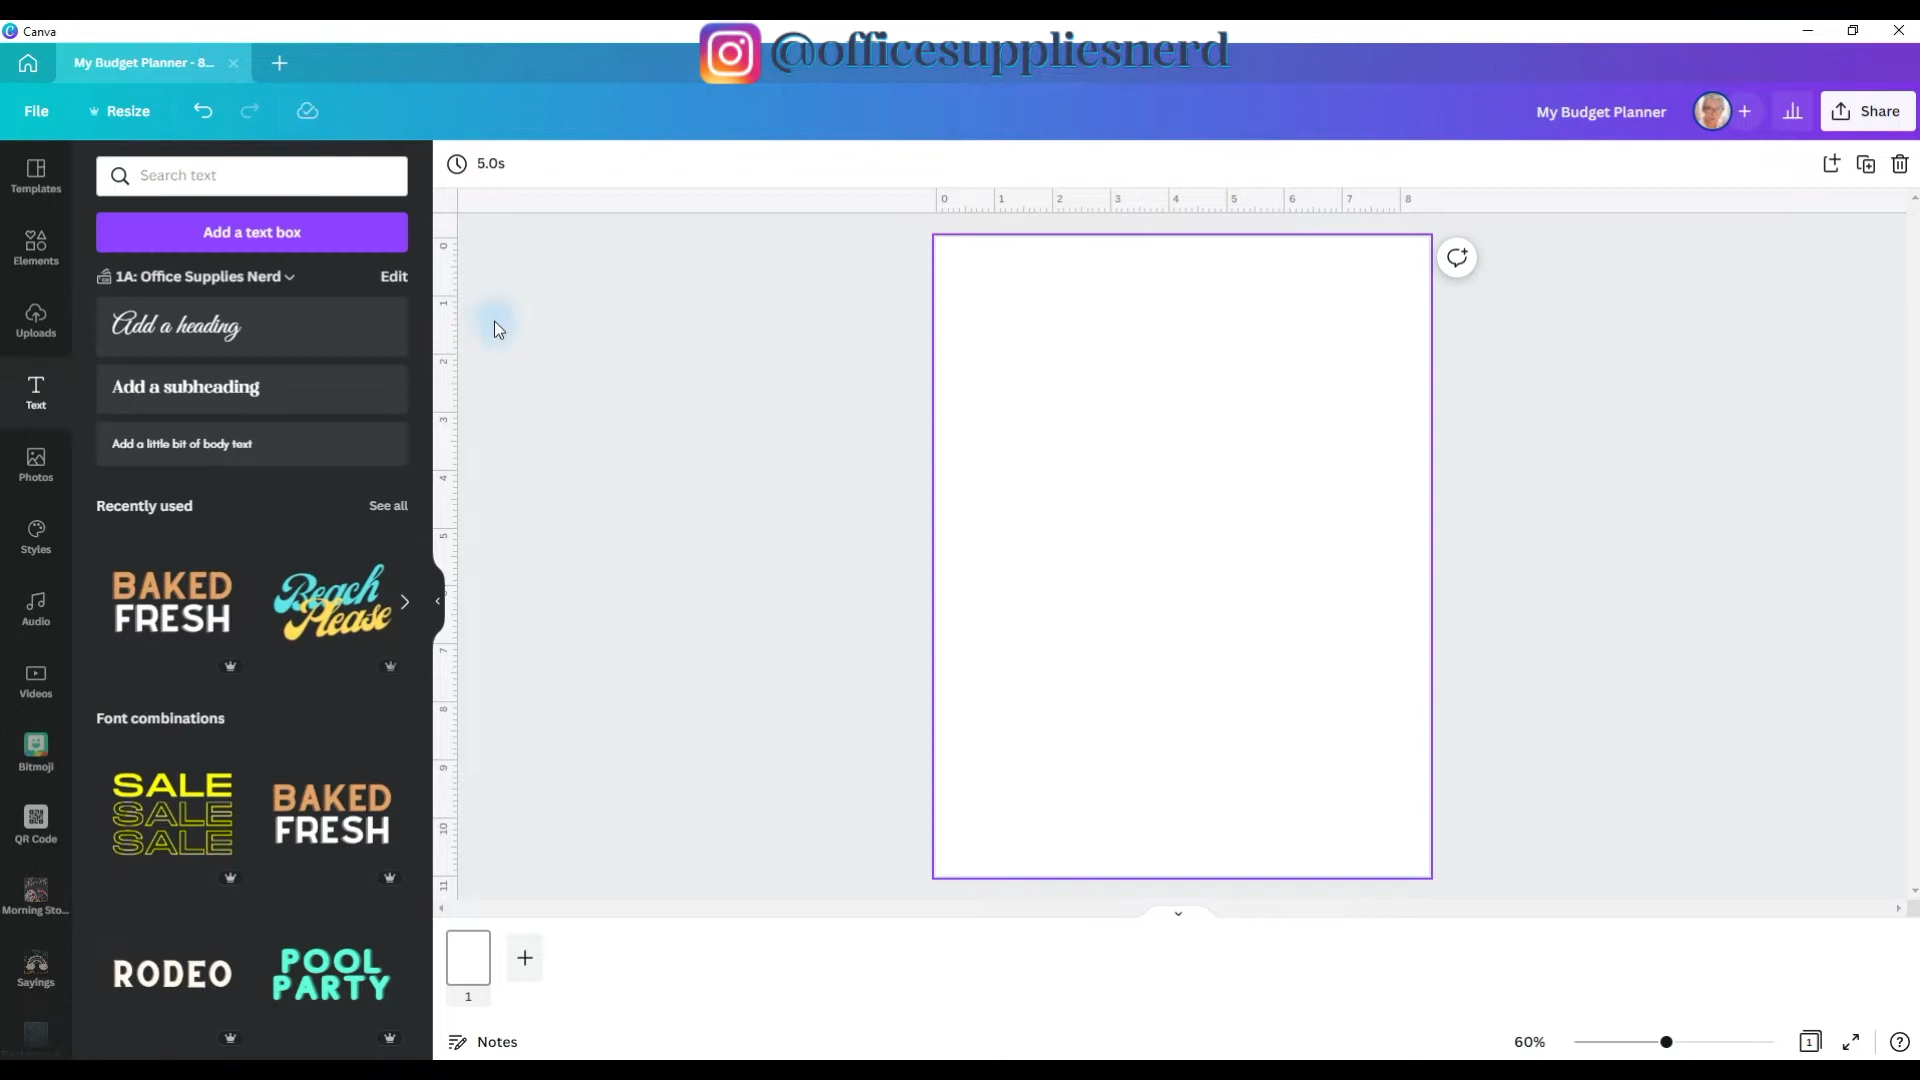 Canva
@officesuppliesnerd
My Budget Planner - 8...
File
Resize
My Budget Planner
Share
Templates
Elements
Uploads
Text
Photos
Styles
Audio
Videos
Bitmoji
QR Code
Morning Sto...
Sayings
Search text
Add a text box
1A: Office Supplies Nerd
Edit
Add a heading
Add a subheading
Add a little bit of body text
Recently used
See all
BAKED
FRESH
Beach
Please
Font combinations
SALE
SALE
SALE
BAKED
FRESH
RODEO
POOL
PARTY
5.0s
0 1 2 3 4 5 6 7 8
0
1
2
3
4
5
7
8
9
10
11
1
Notes
60%
1